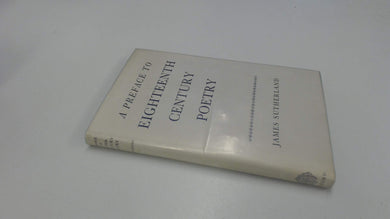 A PREFACE TO
EIGHTEENTH
CENTURY
POETRY
JAMES SUTHERLAND